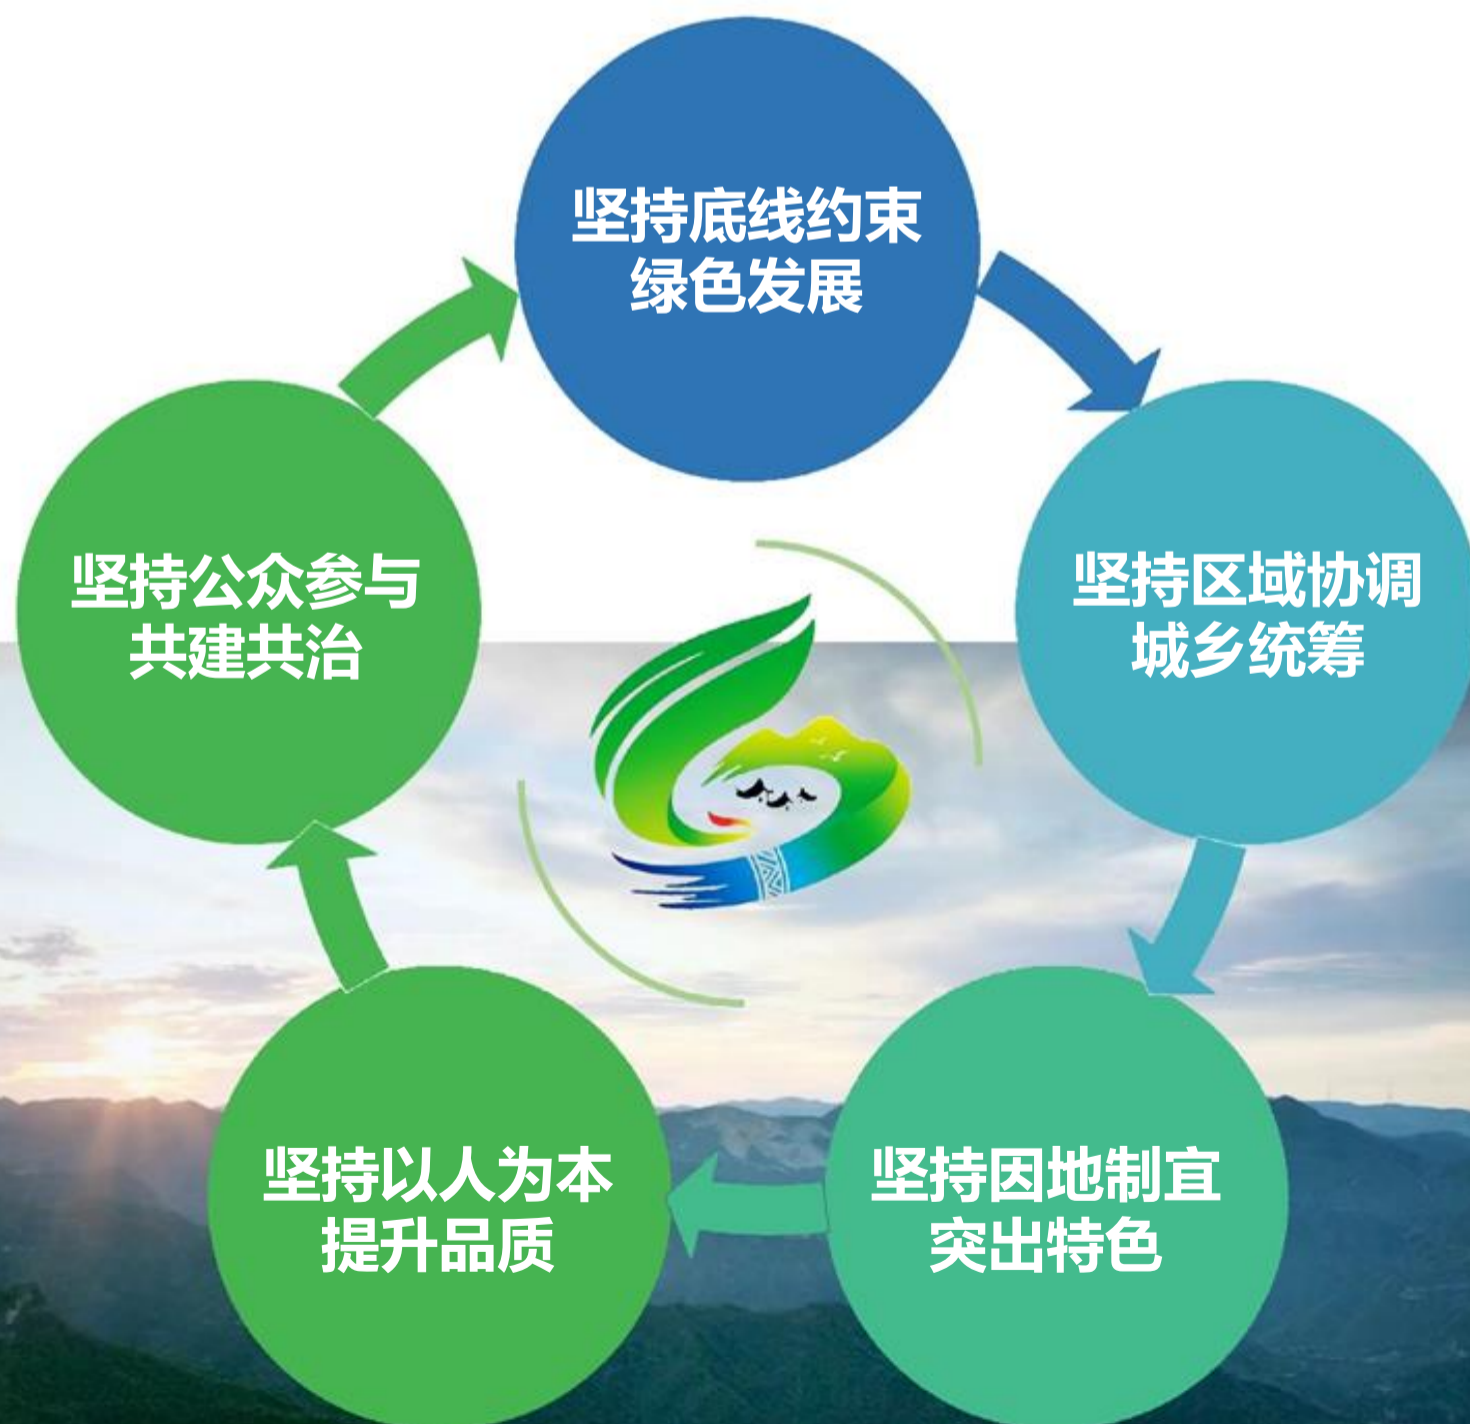 坚持底线约束
绿色发展
坚持区域协调
城乡统筹
坚持因地制宜
突出特色
坚持以人为本
提升品质
坚持公众参与
共建共治